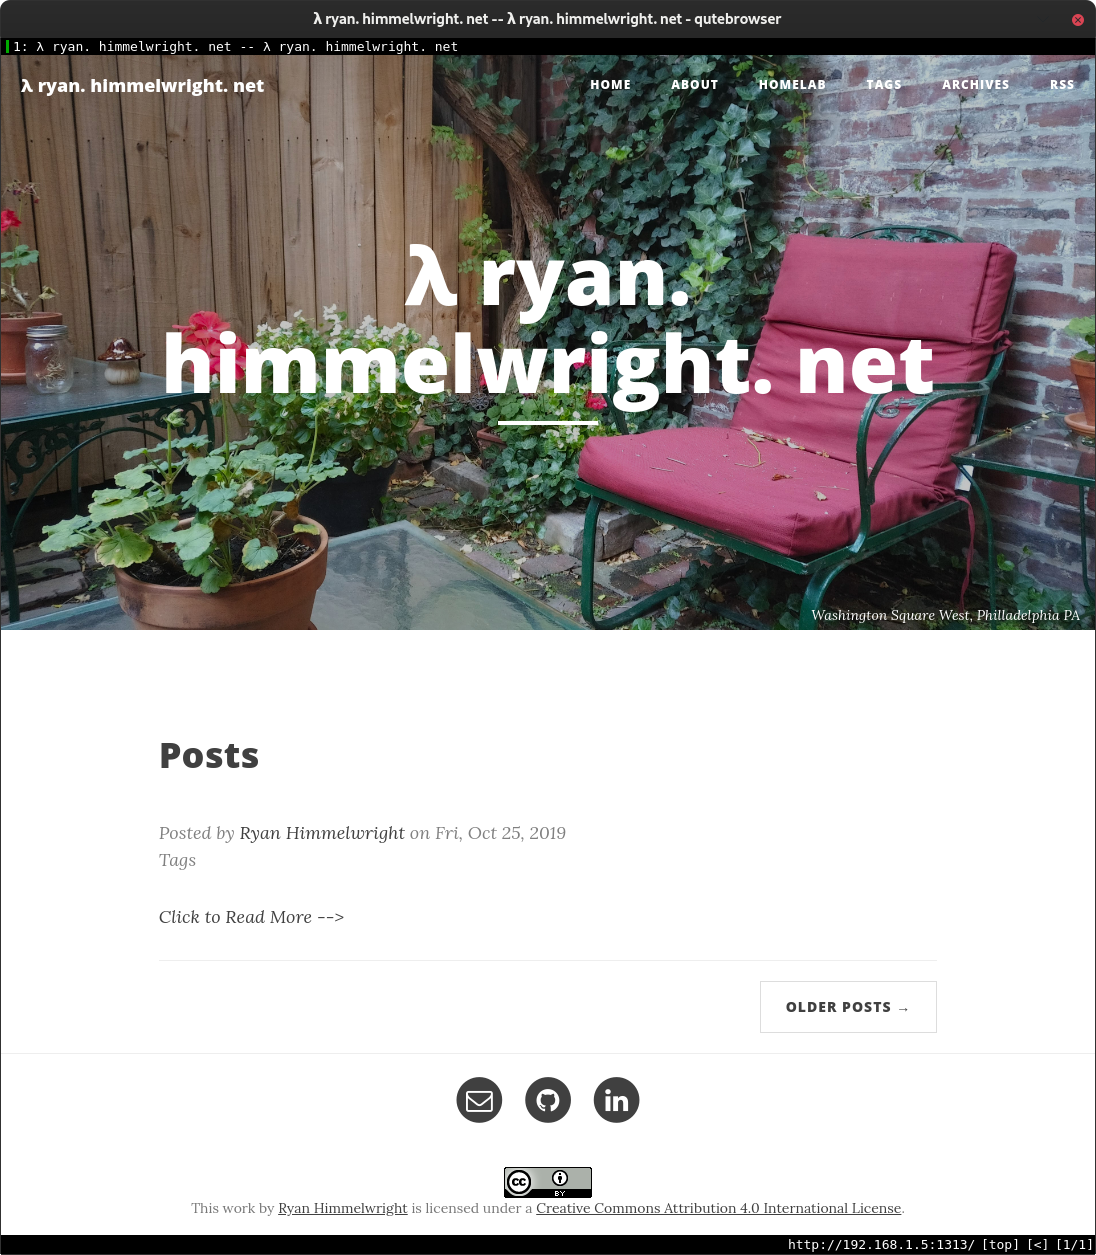 λ ryan. himmelwright. net -- λ ryan. himmelwright. net - qutebrowser
1: λ ryan. himmelwright. net -- λ ryan. himmelwright. net
λ ryan. himmelwright. net
HOME ABOUT HOMELAB TAGS ARCHIVES RSS
λ ryan.
himmelwright. net
Washington Square West, Philladelphia PA
Posts
Posted by Ryan Himmelwright on Fri, Oct 25, 2019
Tags
Click to Read More -->
OLDER POSTS →
in
cc
BY
This work by Ryan Himmelwright is licensed under a Creative Commons Attribution 4.0 International License.
http://192.168.1.5:1313/ [top] [<] [1/1]